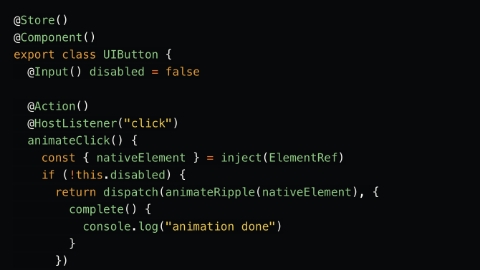 @Store()
@Component()
export class UIButton {
@Input() disabled = false
@Action()
@HostListener("click")
animateClick() {
const { nativeElement } = inject(ElementRef)
if (!this.disabled) {
return dispatch(animateRipple(nativeElement), {
complete() {
console.log("animation done")
}
})